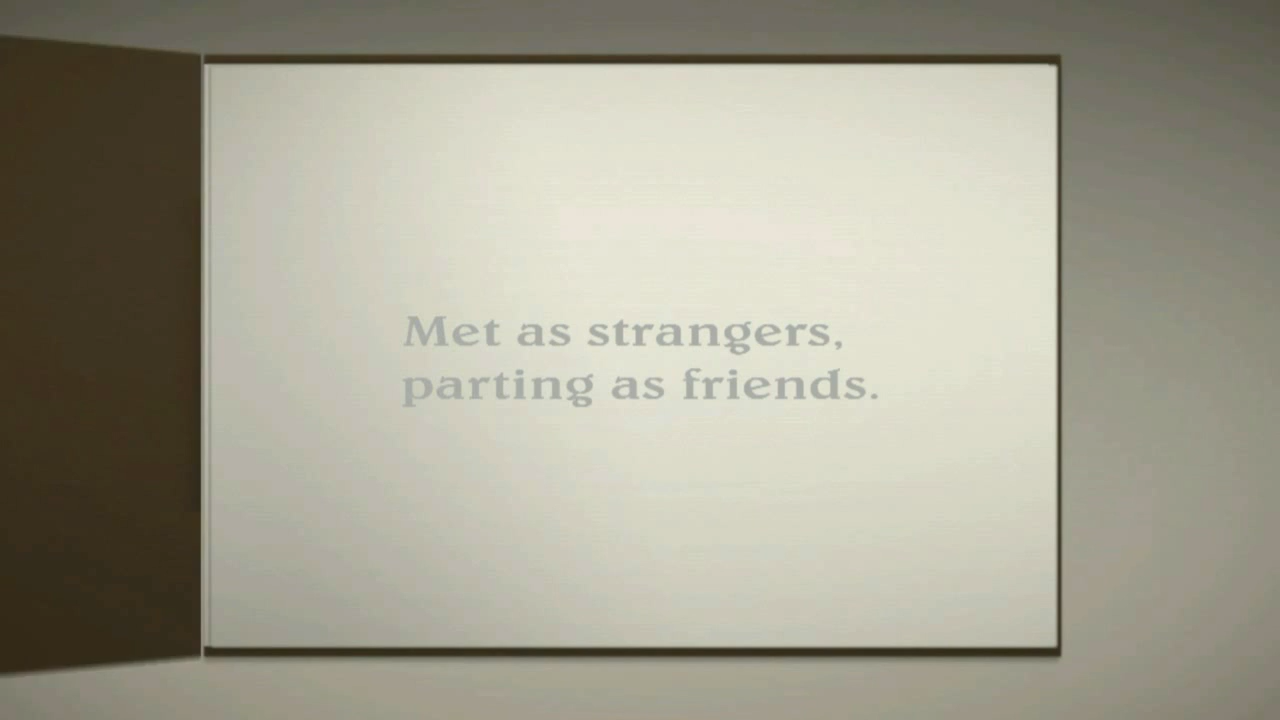 Met as strangers,
parting as friends.